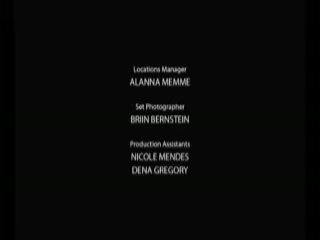 Locations Manager
ALANNA MEMME
Set Photographer
BRIIN BERNSTEIN
Production Assistants
NICOLE MENDES
DENA GREGORY